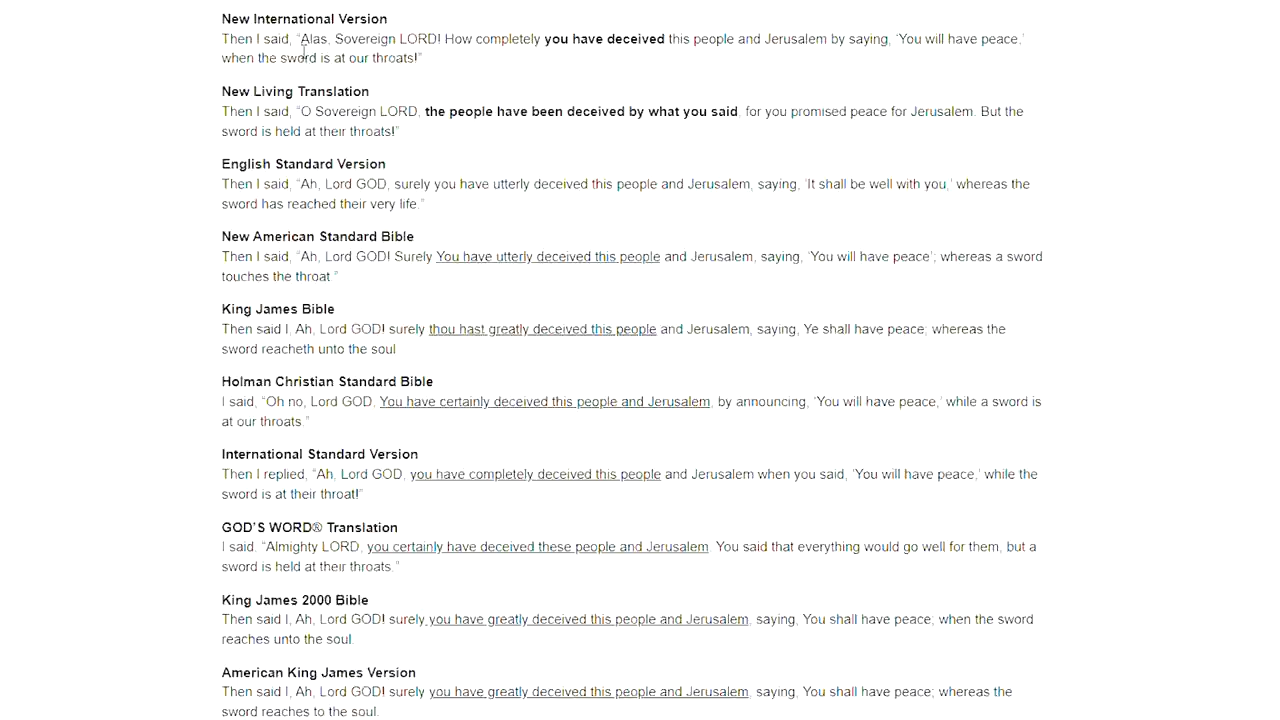 New International Version
Then I said, “Alas, Sovereign LORD! How completely you have deceived this people and Jerusalem by saying, ‘You will have peace,’
when the sword is at our throats!”
New Living Translation
Then I said, “O Sovereign LORD, the people have been deceived by what you said, for you promised peace for Jerusalem. But the
sword is held at their throats!”
English Standard Version
Then I said, “Ah, Lord GOD, surely you have utterly deceived this people and Jerusalem, saying, ‘It shall be well with you,’ whereas the
sword has reached their very life.”
New American Standard Bible
Then I said, “Ah, Lord GOD! Surely You have utterly deceived this people and Jerusalem, saying, ‘You will have peace’; whereas a sword
touches the throat.”
King James Bible
Then said I, Ah, Lord GOD! surely thou hast greatly deceived this people and Jerusalem, saying, Ye shall have peace; whereas the
sword reacheth unto the soul.
Holman Christian Standard Bible
I said, “Oh no, Lord GOD, You have certainly deceived this people and Jerusalem, by announcing, ‘You will have peace,’ while a sword is
at our throats.”
International Standard Version
Then I replied, “Ah, Lord GOD, you have completely deceived this people and Jerusalem when you said, ‘You will have peace,’ while the
sword is at their throat!”
GOD’S WORD® Translation
I said, “Almighty LORD, you certainly have deceived these people and Jerusalem. You said that everything would go well for them, but a
sword is held at their throats.”
King James 2000 Bible
Then said I, Ah, Lord GOD! surely you have greatly deceived this people and Jerusalem, saying, You shall have peace; when the sword
reaches unto the soul.
American King James Version
Then said I, Ah, Lord GOD! surely you have greatly deceived this people and Jerusalem, saying, You shall have peace; whereas the
sword reaches to the soul.